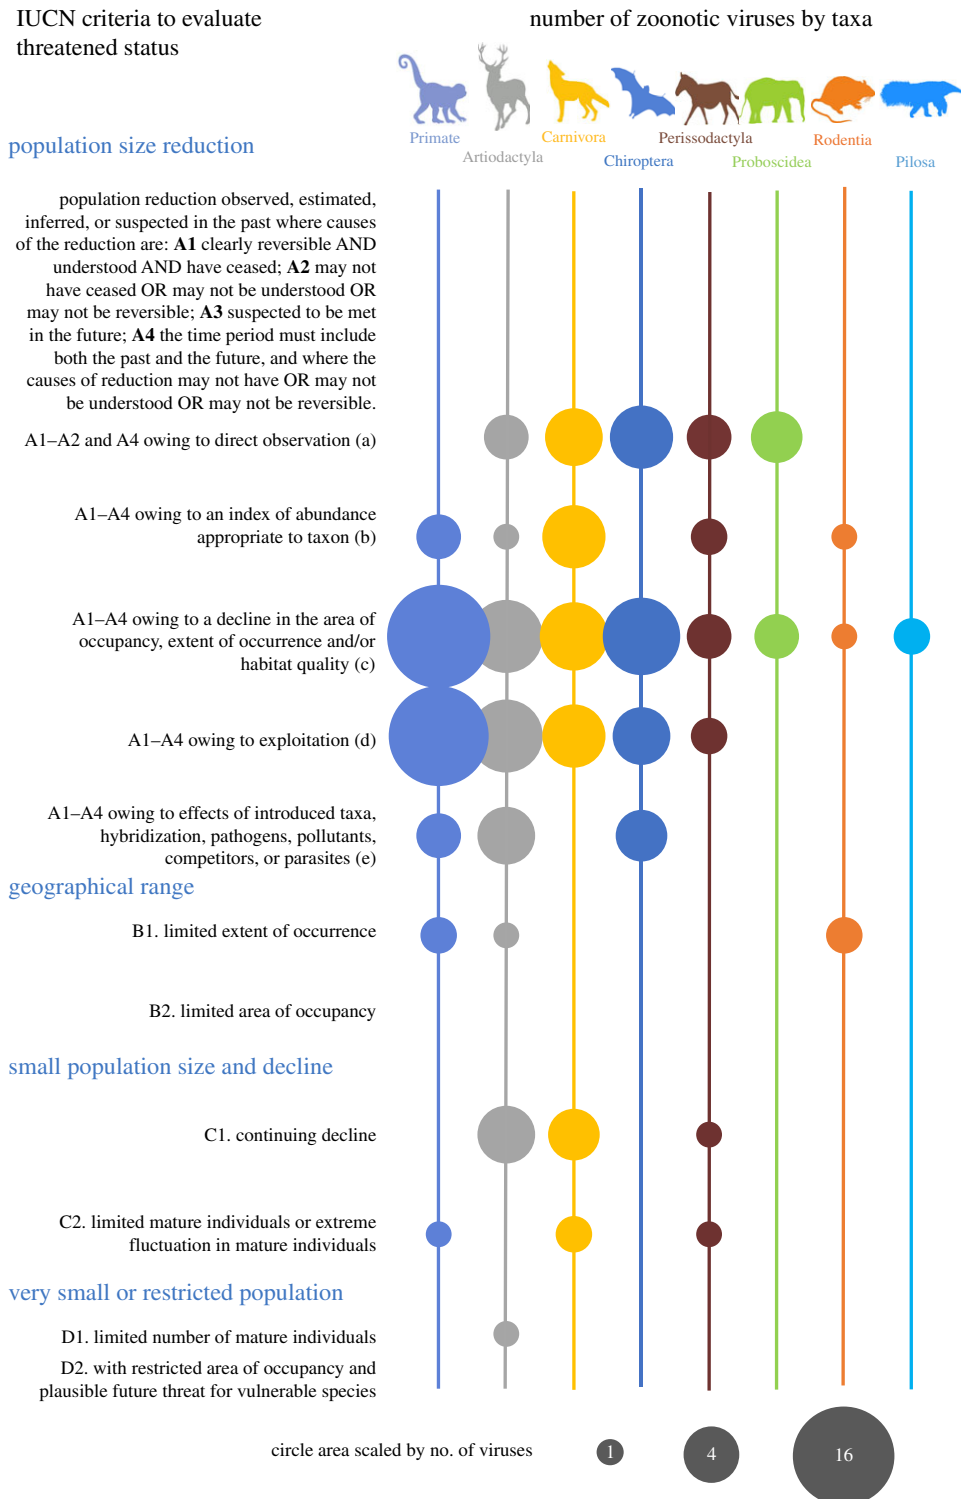 IUCN criteria to evaluate
threatened status
number of zoonotic viruses by taxa
Primate
Artiodactyla
Carnivora
Chiroptera
Perissodactyla
Proboscidea
Rodentia
Pilosa
population size reduction
population reduction observed, estimated,
inferred, or suspected in the past where causes
of the reduction are: A1 clearly reversible AND
understood AND have ceased; A2 may not
have ceased OR may not be understood OR
may not be reversible; A3 suspected to be met
in the future; A4 the time period must include
both the past and the future, and where the
causes of reduction may not have OR may not
be understood OR may not be reversible.
A1–A2 and A4 owing to direct observation (a)
A1–A4 owing to an index of abundance
appropriate to taxon (b)
A1–A4 owing to a decline in the area of
occupancy, extent of occurrence and/or
habitat quality (c)
A1–A4 owing to exploitation (d)
A1–A4 owing to effects of introduced taxa,
hybridization, pathogens, pollutants,
competitors, or parasites (e)
geographical range
B1. limited extent of occurrence
B2. limited area of occupancy
small population size and decline
C1. continuing decline
C2. limited mature individuals or extreme
fluctuation in mature individuals
very small or restricted population
D1. limited number of mature individuals
D2. with restricted area of occupancy and
plausible future threat for vulnerable species
circle area scaled by no. of viruses
1
4
16